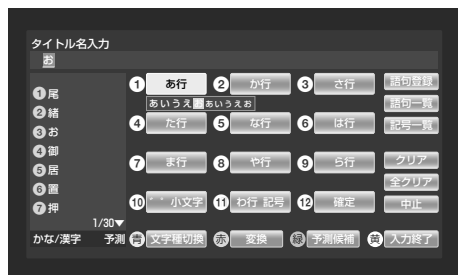 タイトル名入力
お
① あ行 ② か行 ③ さ行 語句登録
① 尾
あいうえおぁぃぅぇぉ
語句一覧
② 緒
④ た行 ⑤ な行 ⑥ は行 記号一覧
③ お
④ 御
⑦ ま行 ⑧ や行 ⑨ ら行 クリア
⑤ 居
全クリア
⑥ 置
⑦ 押
⑩ ゛゜小文字 ⑪ わ行 記号 ⑫ 確定 中止
1/30▼
かな/漢字 予測 青 文字種切換 赤 変換 緑 予測候補 黄 入力終了